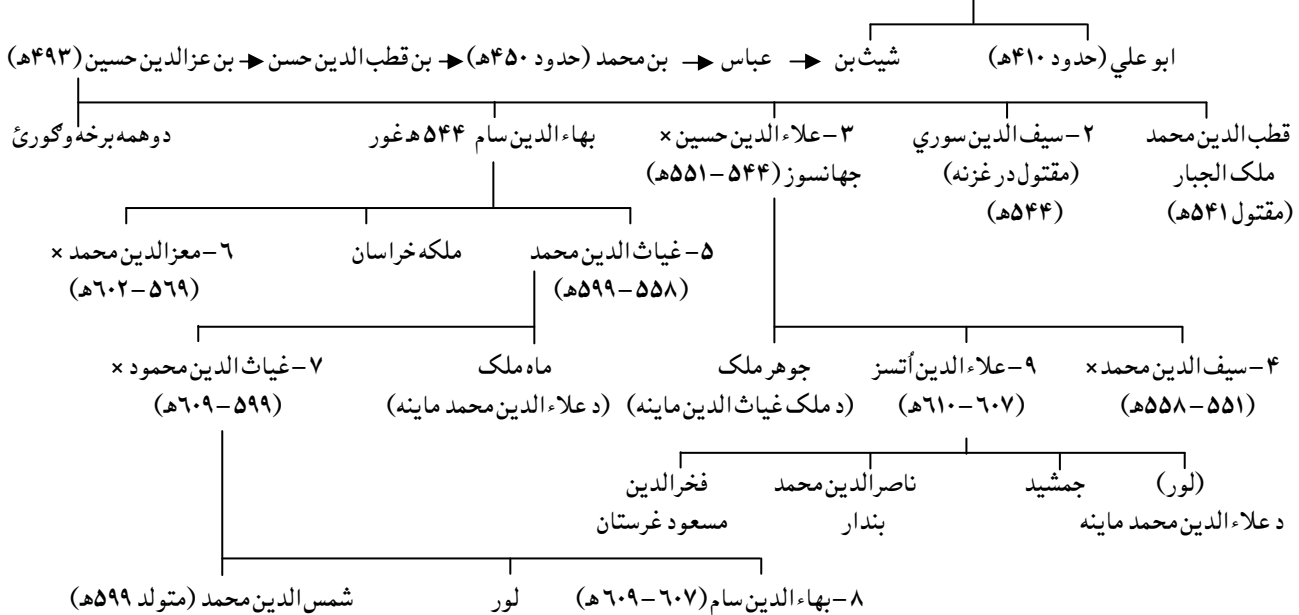 ابو علي (حدود ۴۱۰هـ) شیث بن عباس بن محمد (حدود ۴۵۰هـ) بن قطب الدین حسن بن عزالدین حسین (۴۹۳هـ)
قطب الدین محمد ۲-سیف الدین سوري ۳-علاء الدین حسین × بهاء الدین سام ۵۴۴هـ غور دوهمه برخه وګورئ
ملک الجبار (مقتول در غزنه) جهانسوز (۵۴۴-۵۵۱هـ)
(مقتول ۵۴۱هـ) (۵۴۴هـ)
۵-غیاث الدین محمد ملکه خراسان ۶-معزالدین محمد ×
(۵۵۸-۵۹۹هـ) (۵۶۹-۶۰۲هـ)
۴-سیف الدین محمد × ۹-علاء الدین اُتسز جوهر ملک ماه ملک ۷-غیاث الدین محمود ×
(۵۵۱-۵۵۸هـ) (۶۰۷-۶۱۰هـ) (د ملک غیاث الدین ماینه) (د علاء الدین محمد ماینه) (۵۹۹-۶۰۹هـ)
(لور) جمشید ناصرالدین محمد فخرالدین
د علاء الدین محمد ماینه بندار مسعود غرستان
۸-بهاء الدین سام (۶۰۷-۶۰۹هـ) لور شمس الدین محمد (متولد ۵۹۹هـ)